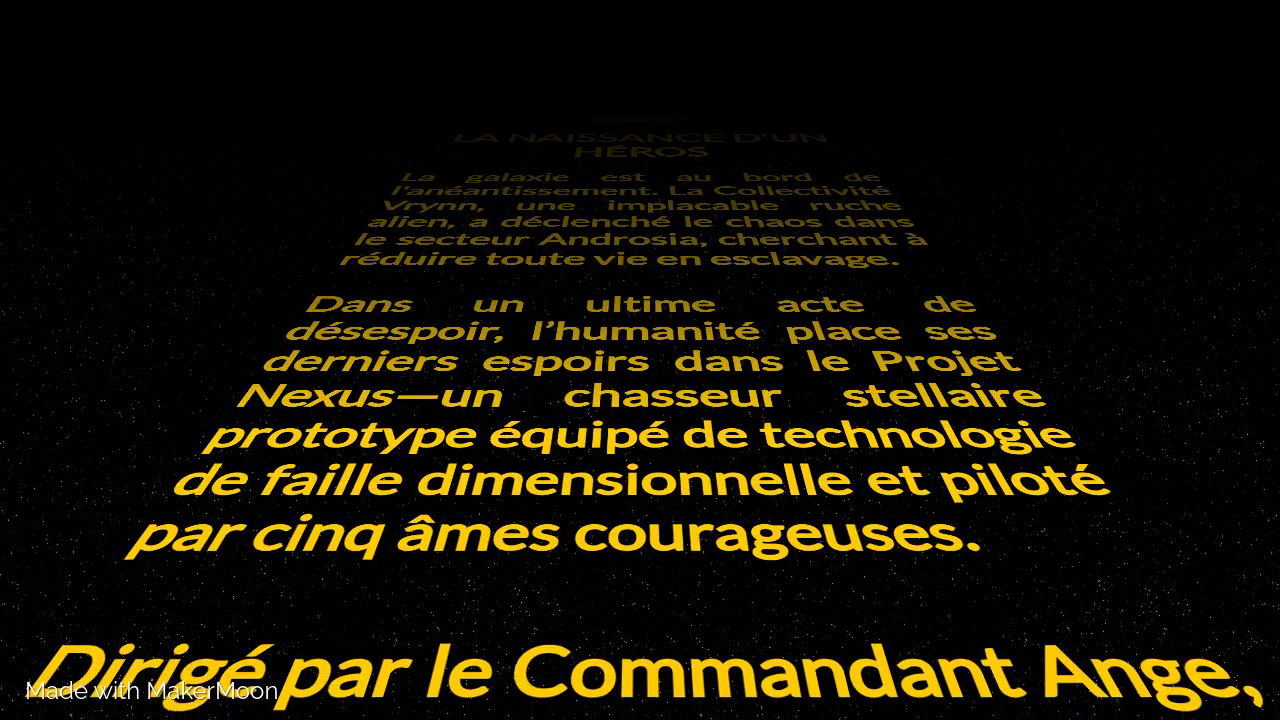 LA NAISSANCE D'UN
HÉROS
La galaxie est au bord de
l'anéantissement. La Collectivité
Vrynn, une implacable ruche
alien, a déclenché le chaos dans
le secteur Androsia, cherchant à
réduire toute vie en esclavage.
Dans un ultime acte de
désespoir, l’humanité place ses
derniers espoirs dans le Projet
Nexus—un chasseur stellaire
prototype équipé de technologie
de faille dimensionnelle et piloté
par cinq âmes courageuses.
Dirigé par le Commandant Ange,
Made with MakerMoon